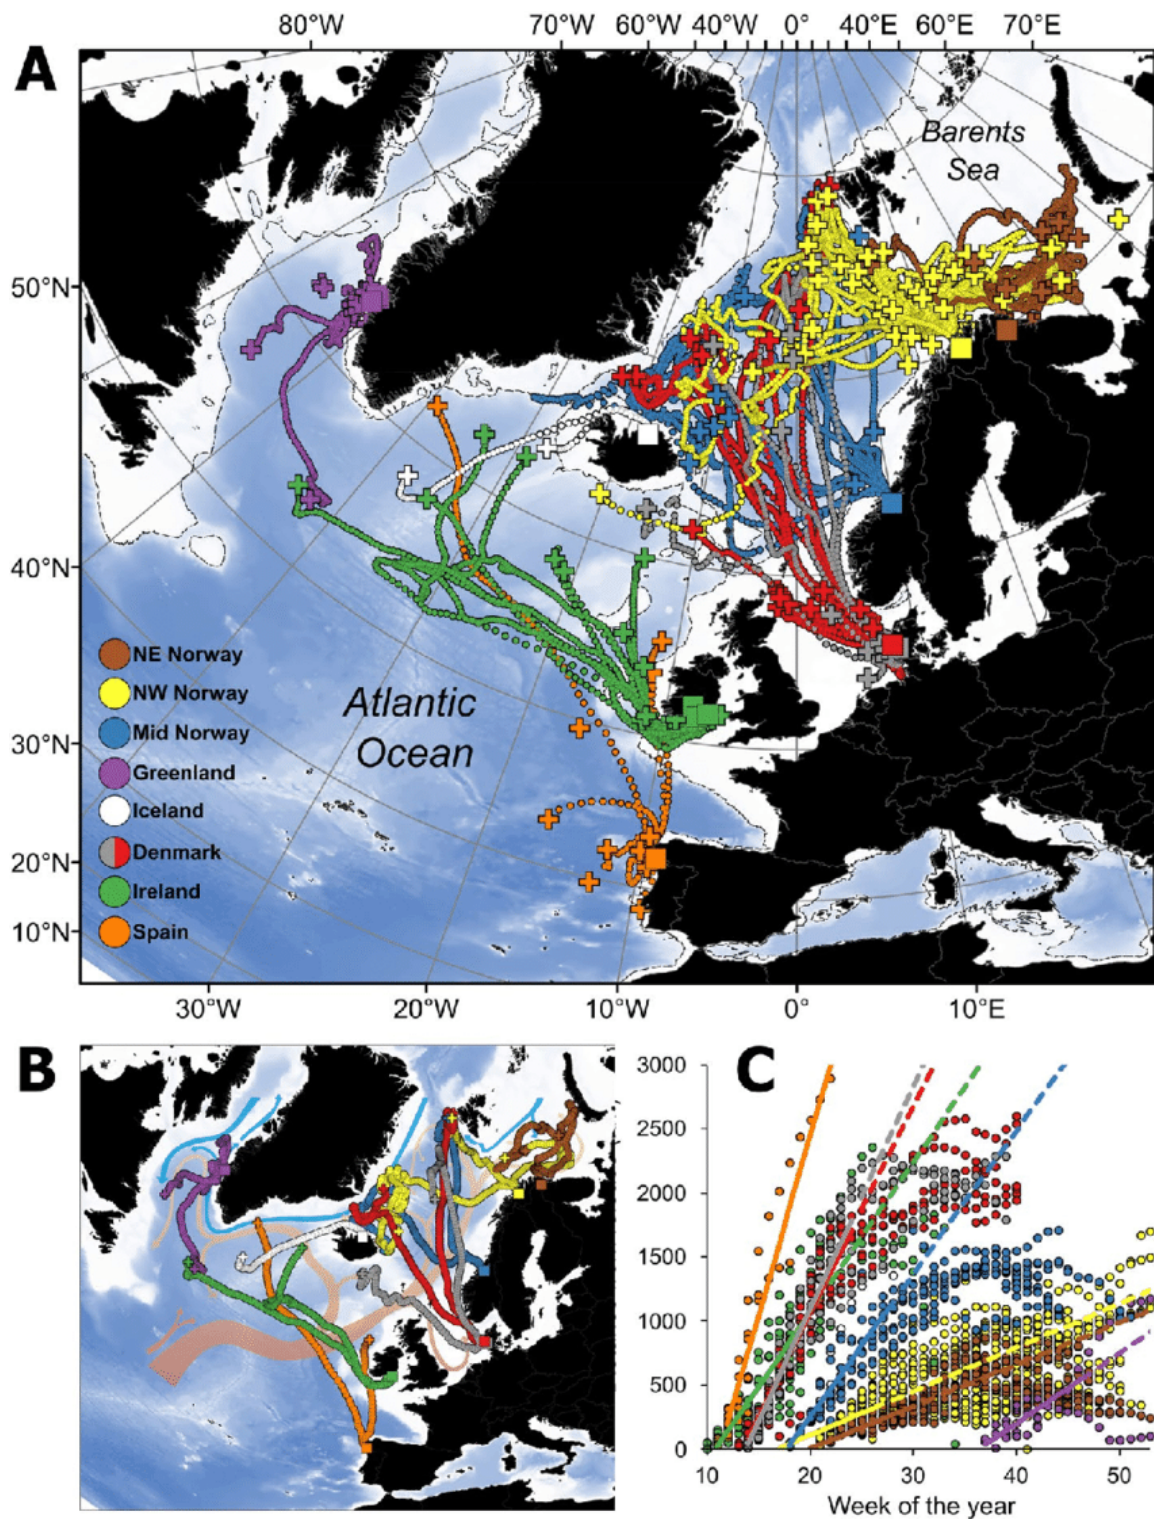 80°W 70°W 60°W 40°W 0° 40°E 60°E 70°E
A
Barents
Sea
50°N
40°N
NE Norway
NW Norway
Atlantic
Ocean
Mid Norway
30°N
Greenland
Iceland
Denmark
20°N
Ireland
10°N
Spain
30°W 20°W 10°W 0° 10°E
B
C
3000
2500
2000
1500
1000
500
0
10 20 30 40 50
Week of the year